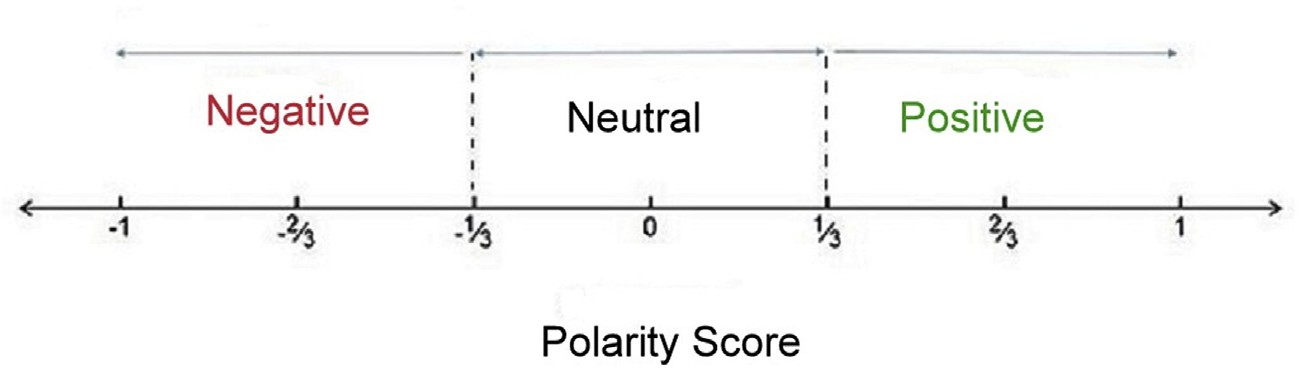 Negative Neutral Positive
-1 -⅔ -⅓ 0 ⅓ ⅔ 1
Polarity Score